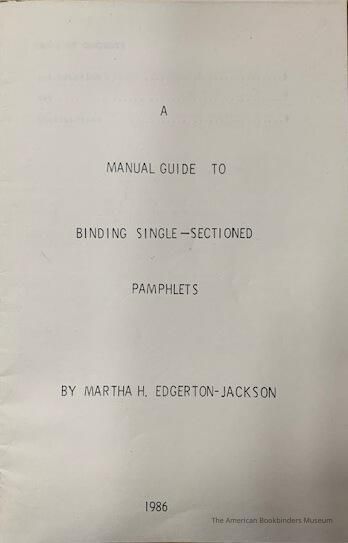 A
MANUAL GUIDE TO
BINDING SINGLE-SECTIONED
PAMPHLETS
BY MARTHA H. EDGERTON-JACKSON
1986
The American Bookbinders Museum